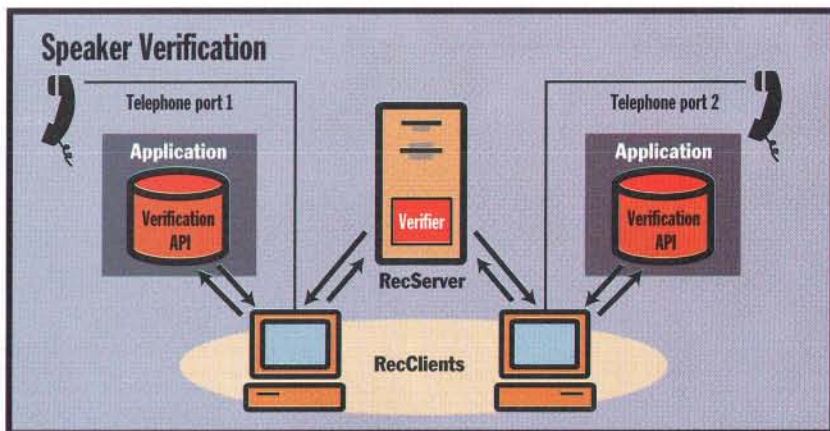 Speaker Verification
Telephone port 1
Telephone port 2
Application
Verification
API
Verifier
RecServer
Application
Verification
API
RecClients